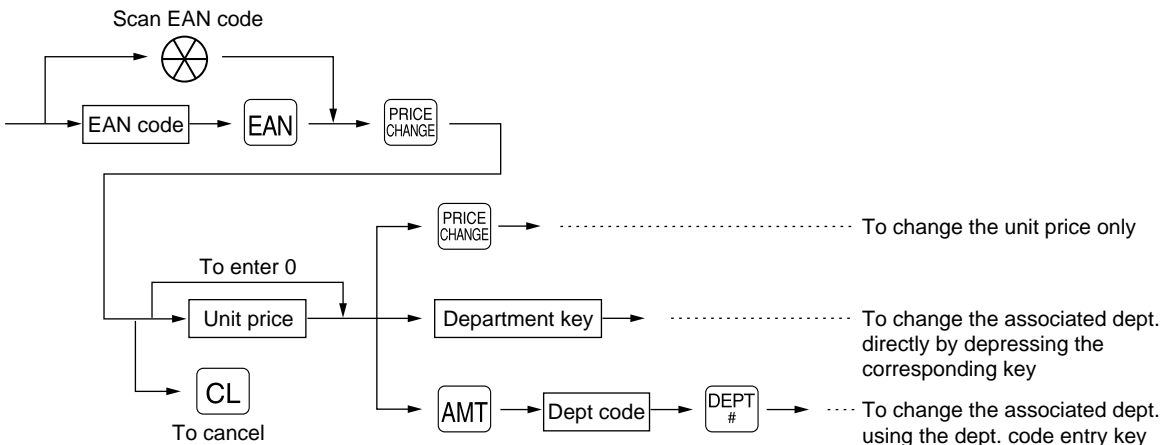 Scan EAN code
EAN code
EAN
PRICE
CHANGE
PRICE
CHANGE
To change the unit price only
To enter 0
Unit price
Department key
To change the associated dept.
directly by depressing the
corresponding key
CL
To cancel
AMT
Dept code
DEPT
#
To change the associated dept.
using the dept. code entry key